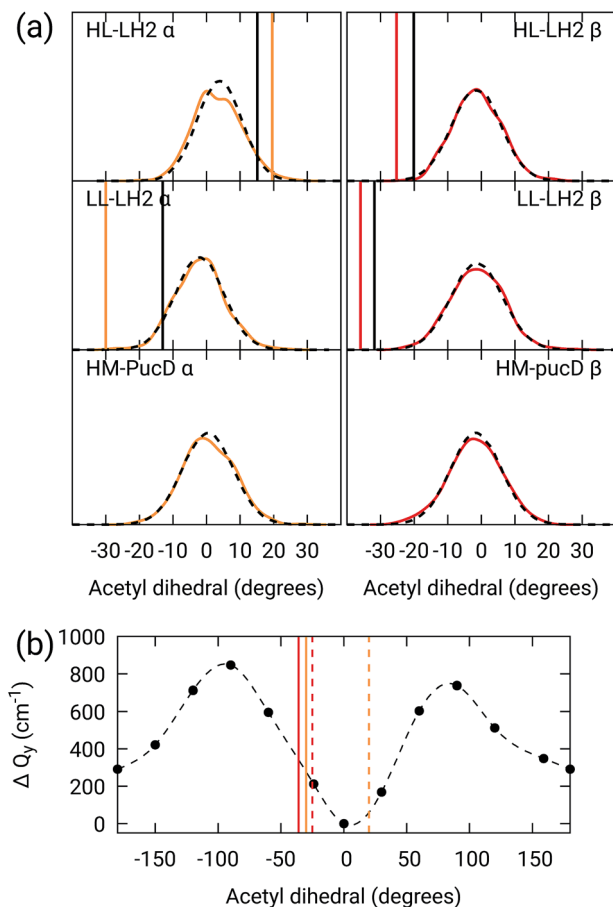 (a)
HL-LH2 α
HL-LH2 β
LL-LH2 α
LL-LH2 β
HM-PucD α
HM-pucD β
-30 -20 -10 0 10 20 30
-30 -20 -10 0 10 20 30
Acetyl dihedral (degrees)
Acetyl dihedral (degrees)
(b)
1000
800
600
400
200
0
Δ Qy (cm-1)
-150 -100 -50 0 50 100 150
Acetyl dihedral (degrees)